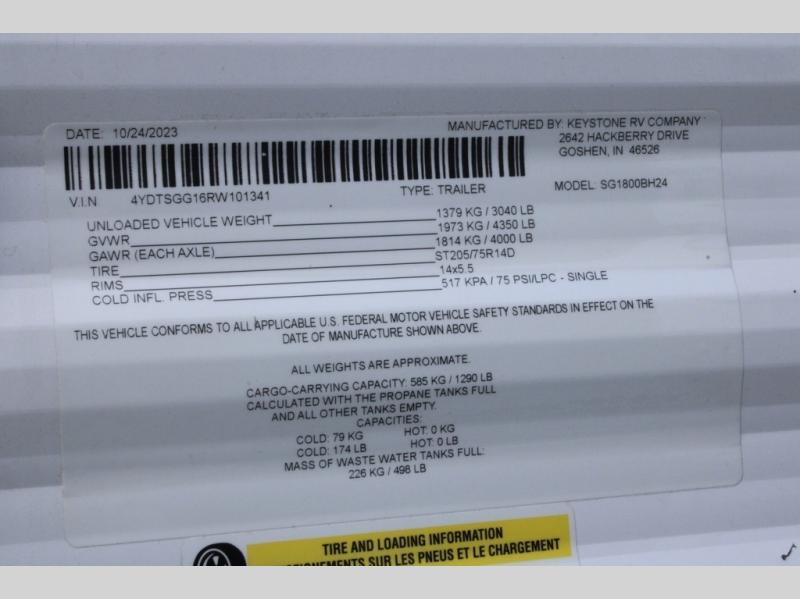 DATE: 10/24/2023
MANUFACTURED BY: KEYSTONE RV COMPANY
2642 HACKBERRY DRIVE
GOSHEN, IN 46526
V.I.N 4YDTSGG16RW101341
TYPE: TRAILER
MODEL: SG1800BH24
UNLOADED VEHICLE WEIGHT 1379 KG / 3040 LB
GVWR 1973 KG / 4350 LB
GAWR (EACH AXLE) 1814 KG / 4000 LB
TIRE ST205/75R14D
RIMS 14x5.5
COLD INFL. PRESS 517 KPA / 75 PSI/LPC - SINGLE
THIS VEHICLE CONFORMS TO ALL APPLICABLE U.S. FEDERAL MOTOR VEHICLE SAFETY STANDARDS IN EFFECT ON THE
DATE OF MANUFACTURE SHOWN ABOVE.
ALL WEIGHTS ARE APPROXIMATE.
CARGO-CARRYING CAPACITY: 585 KG / 1290 LB
CALCULATED WITH THE PROPANE TANKS FULL
AND ALL OTHER TANKS EMPTY.
CAPACITIES:
COLD: 79 KG HOT: 0 KG
COLD: 174 LB HOT: 0 LB
MASS OF WASTE WATER TANKS FULL:
226 KG / 498 LB
TIRE AND LOADING INFORMATION
SUR LES PNEUS ET LE CHARGEMENT